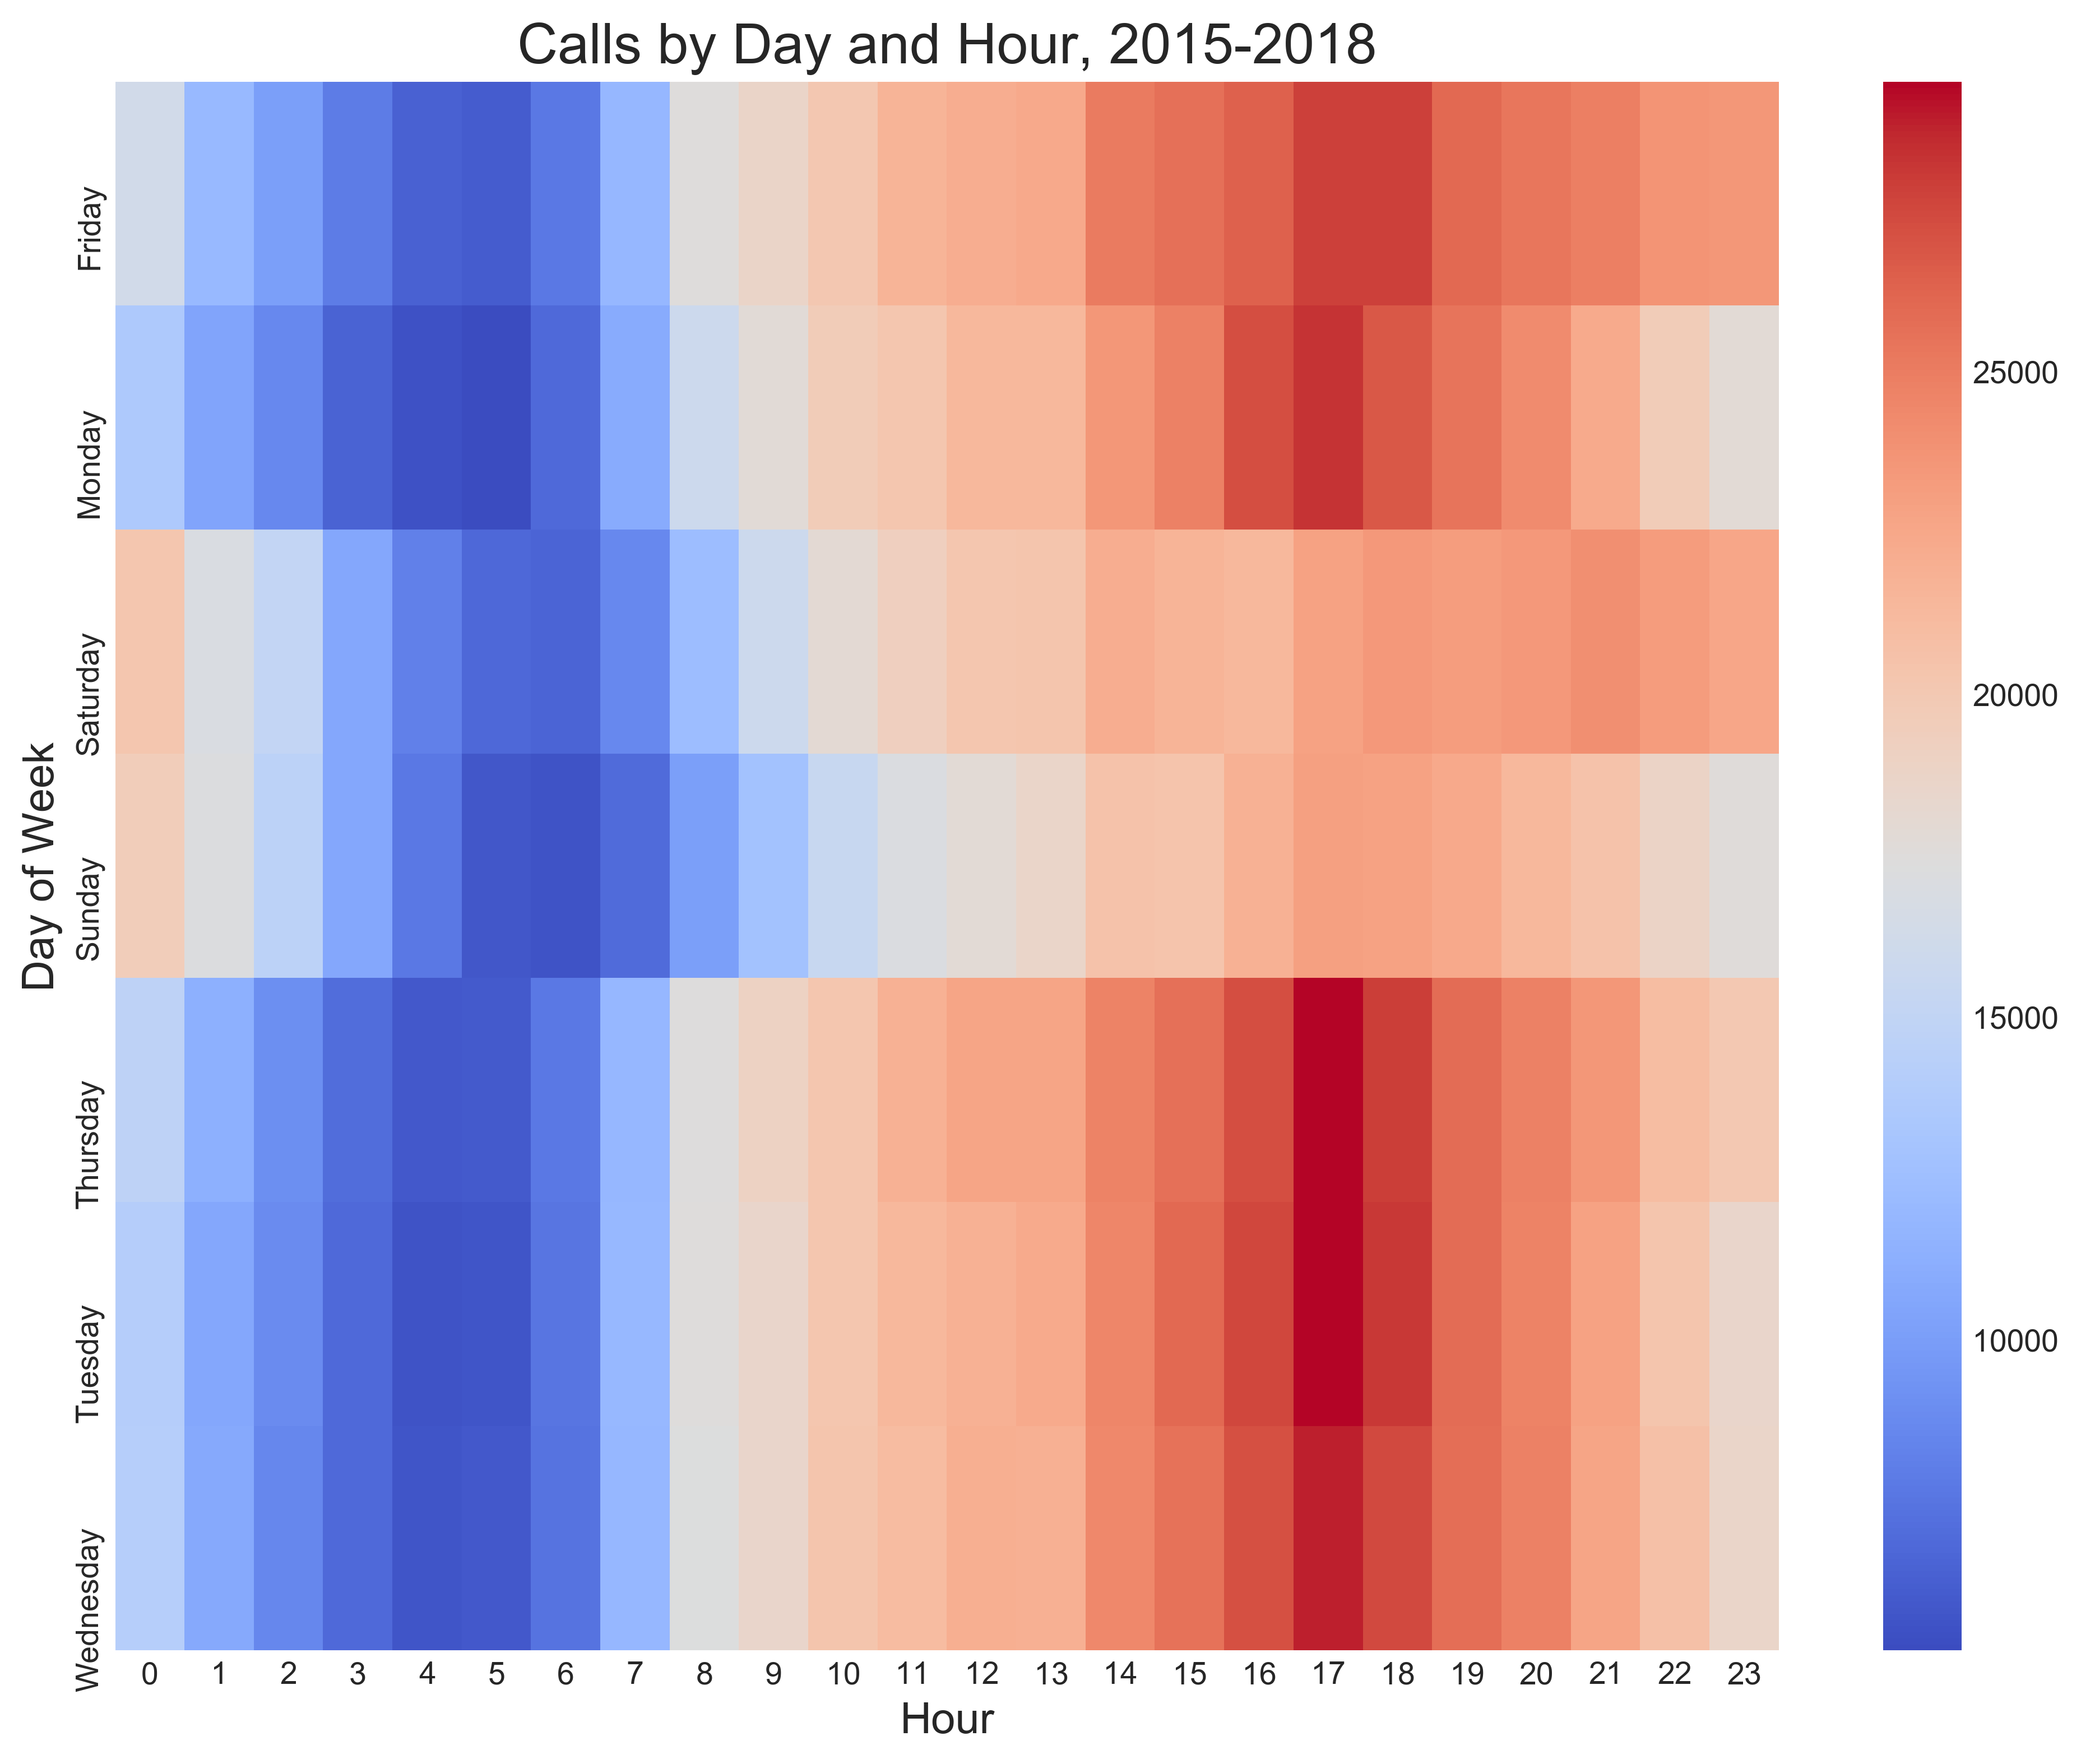 Calls by Day and Hour, 2015-2018
Day of Week
Friday
Monday
Saturday
Sunday
Thursday
Tuesday
Wednesday
0 1 2 3 4 5 6 7 8 9 10 11 12 13 14 15 16 17 18 19 20 21 22 23
Hour
25000
20000
15000
10000